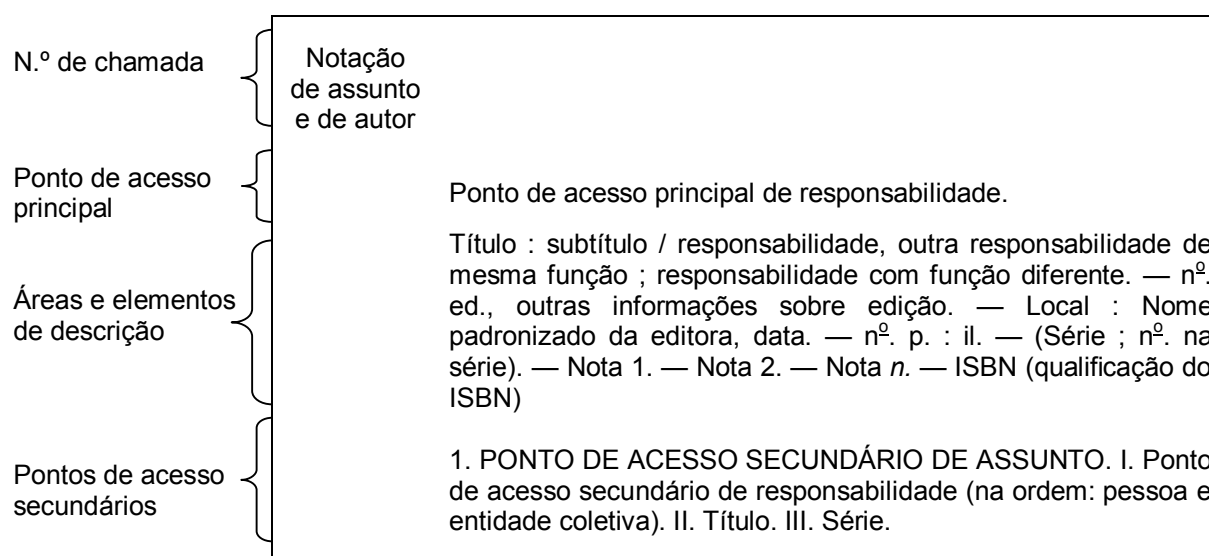 N.º de chamada
Notação
de assunto
e de autor
Ponto de acesso
principal
Ponto de acesso principal de responsabilidade.
Áreas e elementos
de descrição
Título : subtítulo / responsabilidade, outra responsabilidade de
mesma função ; responsabilidade com função diferente. — nº.
ed., outras informações sobre edição. — Local : Nome
padronizado da editora, data. — nº. p. : il. — (Série ; nº. na
série). — Nota 1. — Nota 2. — Nota n. — ISBN (qualificação do
ISBN)
Pontos de acesso
secundários
1. PONTO DE ACESSO SECUNDÁRIO DE ASSUNTO. I. Ponto
de acesso secundário de responsabilidade (na ordem: pessoa e
entidade coletiva). II. Título. III. Série.